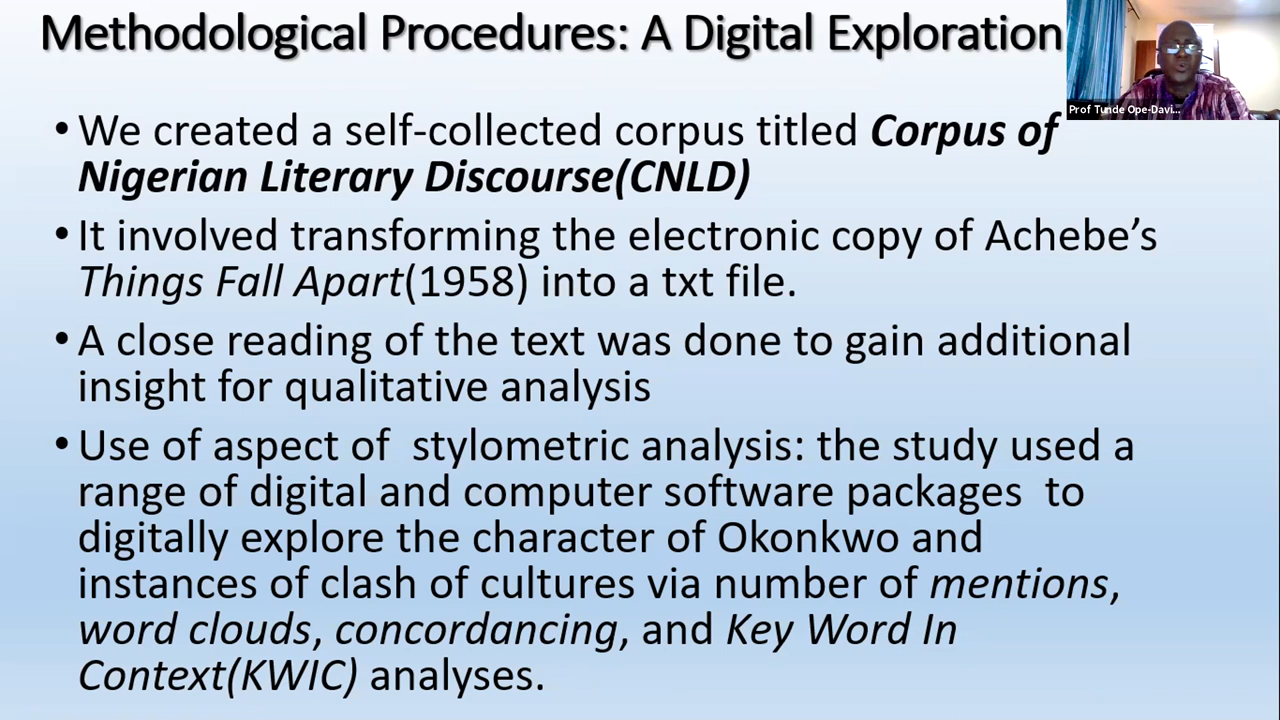 Methodological Procedures: A Digital Exploration
Prof Tunde Ope-Davi...
•We created a self-collected corpus titled Corpus of
Nigerian Literary Discourse(CNLD)
•It involved transforming the electronic copy of Achebe’s
Things Fall Apart(1958) into a txt file.
•A close reading of the text was done to gain additional
insight for qualitative analysis
•Use of aspect of  stylometric analysis: the study used a
range of digital and computer software packages  to
digitally explore the character of Okonkwo and
instances of clash of cultures via number of mentions,
word clouds, concordancing, and Key Word In
Context(KWIC) analyses.